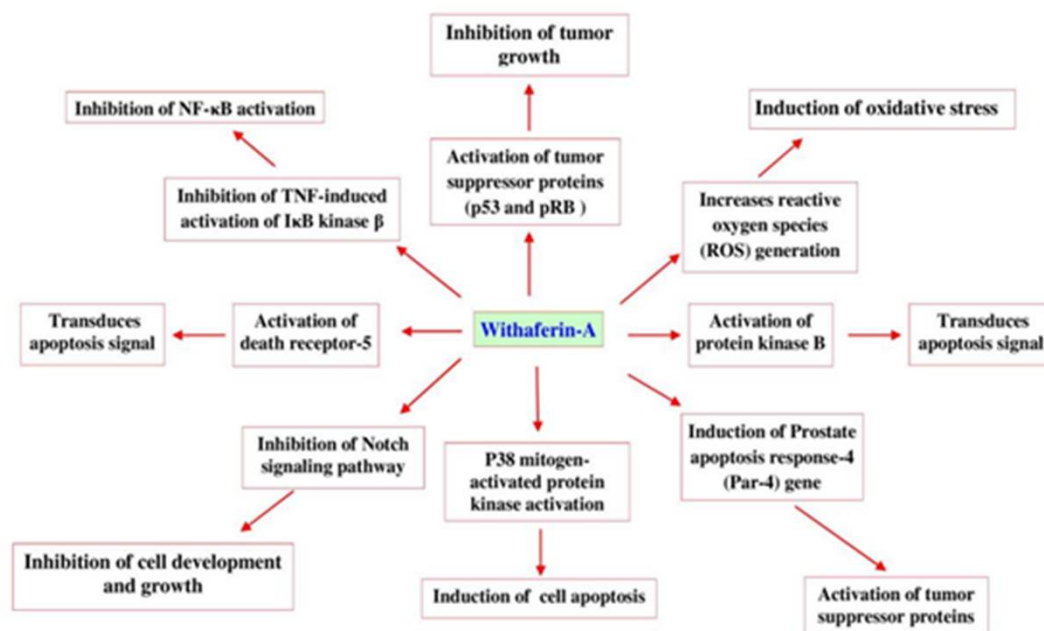 Inhibition of tumor
growth
Inhibition of NF-κB activation
Induction of oxidative stress
Activation of tumor
suppressor proteins
(p53 and pRB )
Inhibition of TNF-induced
activation of IκB kinase β
Increases reactive
oxygen species
(ROS) generation
Transduces
apoptosis signal
Activation of
death receptor-5
Withaferin-A
Activation of
protein kinase B
Transduces
apoptosis signal
Inhibition of Notch
signaling pathway
P38 mitogen-
activated protein
kinase activation
Induction of Prostate
apoptosis response-4
(Par-4) gene
Inhibition of cell development
and growth
Induction of cell apoptosis
Activation of tumor
suppressor proteins